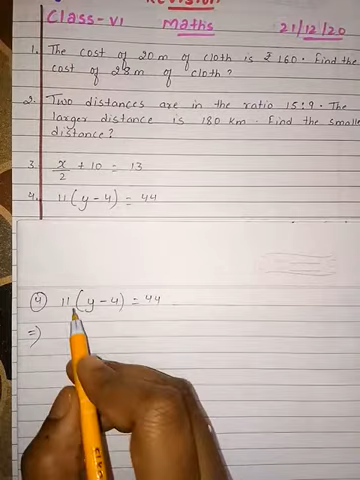 REVISION
Class-VI Maths 21/12/20
1. The cost of 20 m of cloth is ₹ 160. Find the
cost of 28 m of cloth?
2. Two distances are in the ratio 15:9. The
larger distance is 180 km. Find the smalle
distance?
3. x/2 + 10 = 13
4. 11(y - 4) = 44
4 11(y - 4) = 44
⇒)